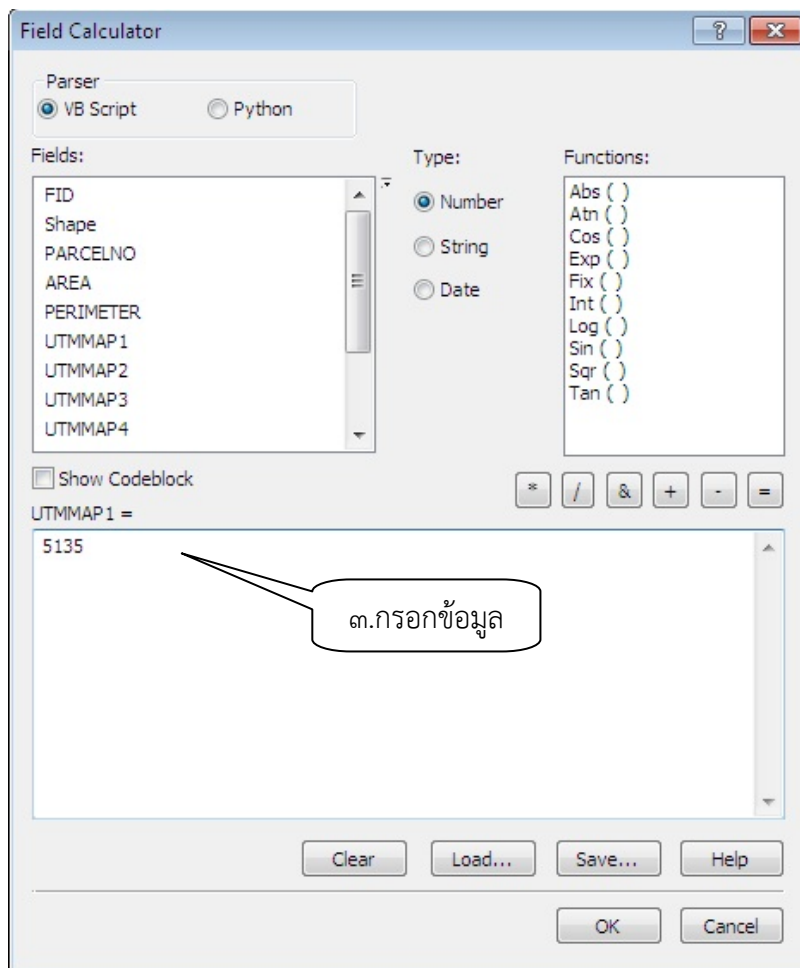 Field Calculator
Parser
VB Script Python
Fields: Type: Functions:
FID
Shape
PARCELNO
AREA
PERIMETER
UTMMAP1
UTMMAP2
UTMMAP3
UTMMAP4
Number
String
Date
Abs ( )
Atn ( )
Cos ( )
Exp ( )
Fix ( )
Int ( )
Log ( )
Sin ( )
Sqr ( )
Tan ( )
Show Codeblock
* / & + - =
UTMMAP1 =
5135
๓.กรอกข้อมูล
Clear Load... Save... Help
OK Cancel